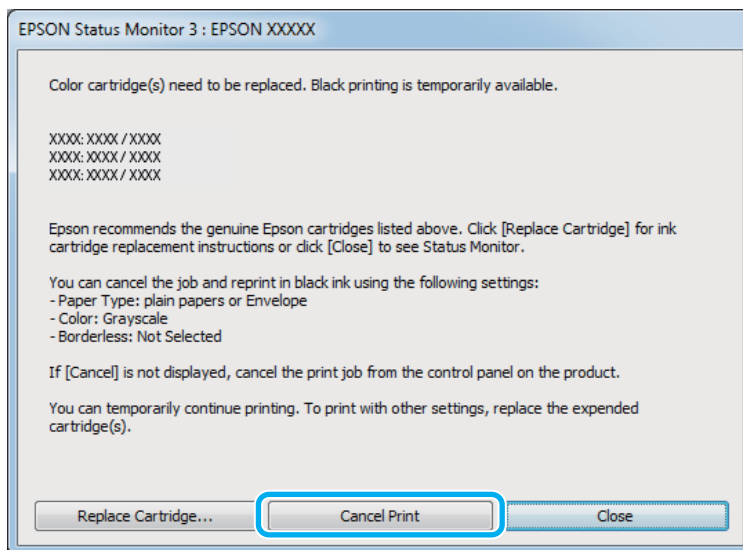 EPSON Status Monitor 3 : EPSON XXXXX
Color cartridge(s) need to be replaced. Black printing is temporarily available.
XXXX: XXXX / XXXX
XXXX: XXXX / XXXX
XXXX: XXXX / XXXX
Epson recommends the genuine Epson cartridges listed above. Click [Replace Cartridge] for ink
cartridge replacement instructions or click [Close] to see Status Monitor.
You can cancel the job and reprint in black ink using the following settings:
- Paper Type: plain papers or Envelope
- Color: Grayscale
- Borderless: Not Selected
If [Cancel] is not displayed, cancel the print job from the control panel on the product.
You can temporarily continue printing. To print with other settings, replace the expended
cartridge(s).
Replace Cartridge... Cancel Print Close